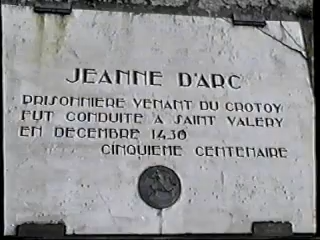 JEANNE D'ARC
PRISONNIERE VENANT DU CROTOY
FUT CONDUITE A SAINT VALERY
EN DECEMBRE 1430
CINQUIEME CENTENAIRE